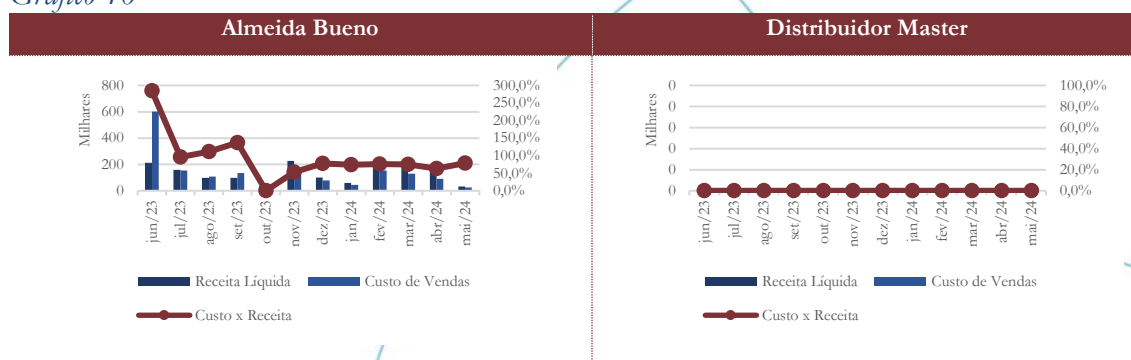 Gráfico 10
Almeida Bueno
Distribuidor Master
Milhares
800
600
400
200
0
300,0%
250,0%
200,0%
150,0%
100,0%
50,0%
0,0%
jun/23 jul/23 ago/23 set/23 out/23 nov/23 dez/23 jan/24 fev/24 mar/24 abr/24 mai/24
Receita Líquida Custo de Vendas
Custo x Receita
Milhares
0
0
0
0
0
0
100,0%
80,0%
60,0%
40,0%
20,0%
0,0%
jun/23 jul/23 ago/23 set/23 out/23 nov/23 dez/23 jan/24 fev/24 mar/24 abr/24 mai/24
Receita Líquida Custo de Vendas
Custo x Receita